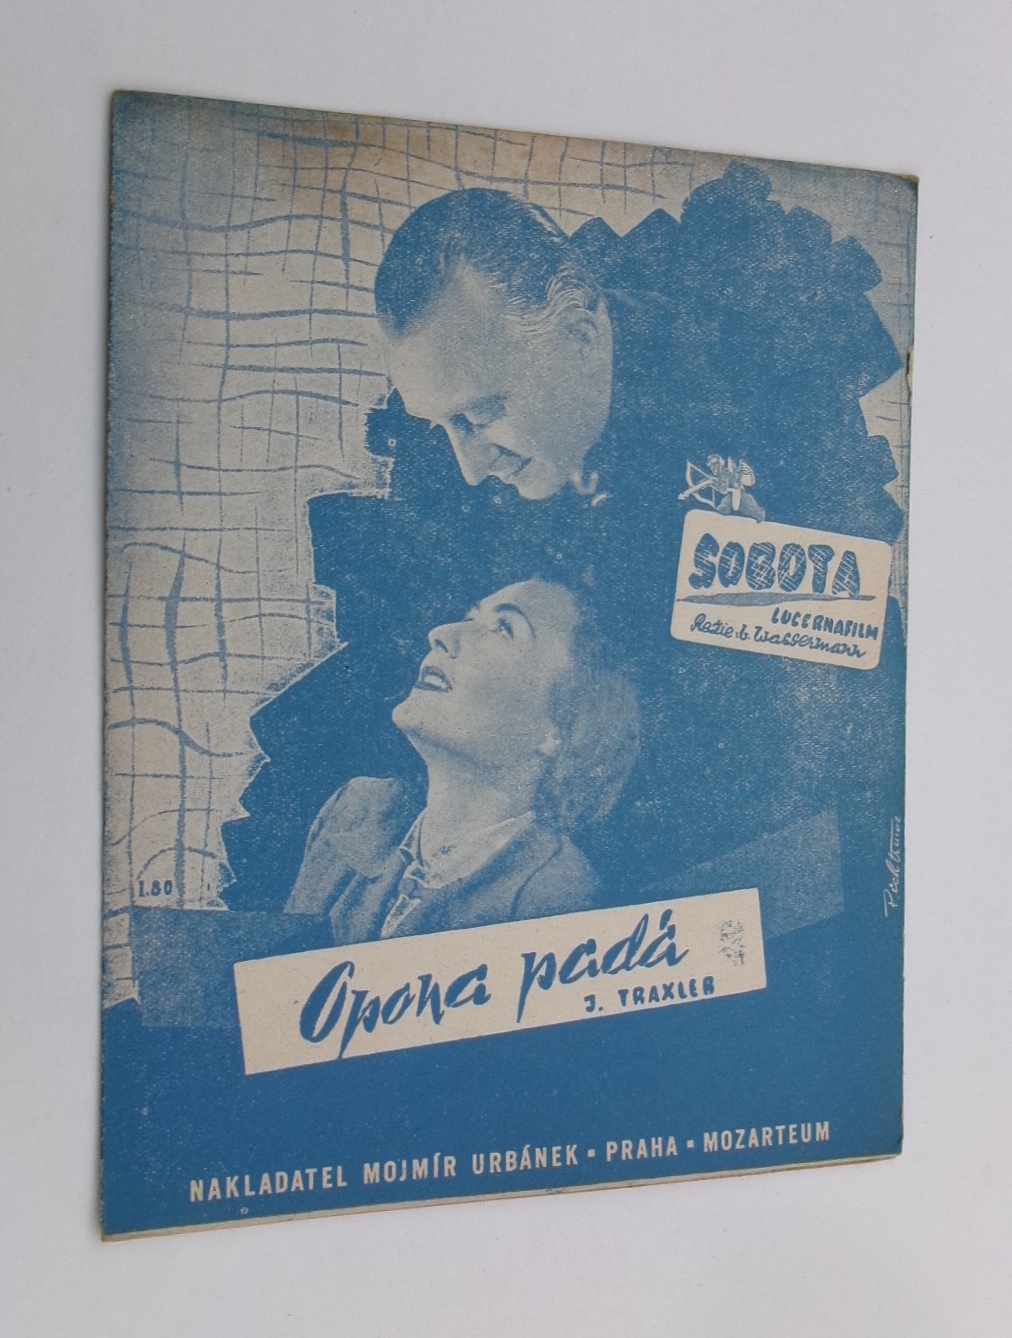 SOBOTA
LUCERNAFILM
Režie: V. Wassermann
1.80
Opona padá
J. TRAXLER
NAKLADATEL MOJMÍR URBÁNEK ▪ PRAHA ▪ MOZARTEUM